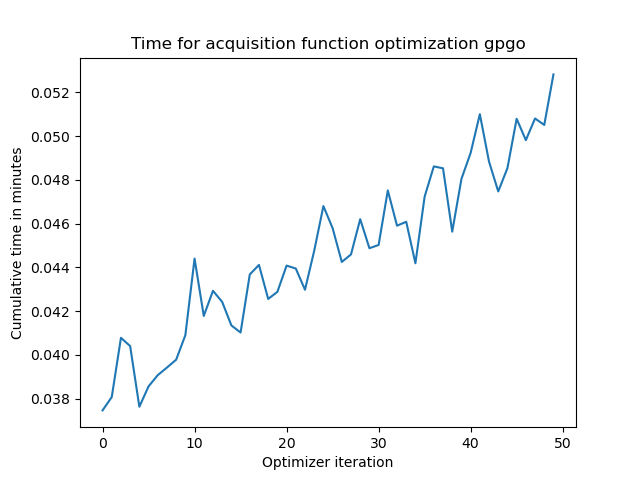 Time for acquisition function optimization gpgo
Cumulative time in minutes
0.052
0.050
0.048
0.046
0.044
0.042
0.040
0.038
0 10 20 30 40 50
Optimizer iteration